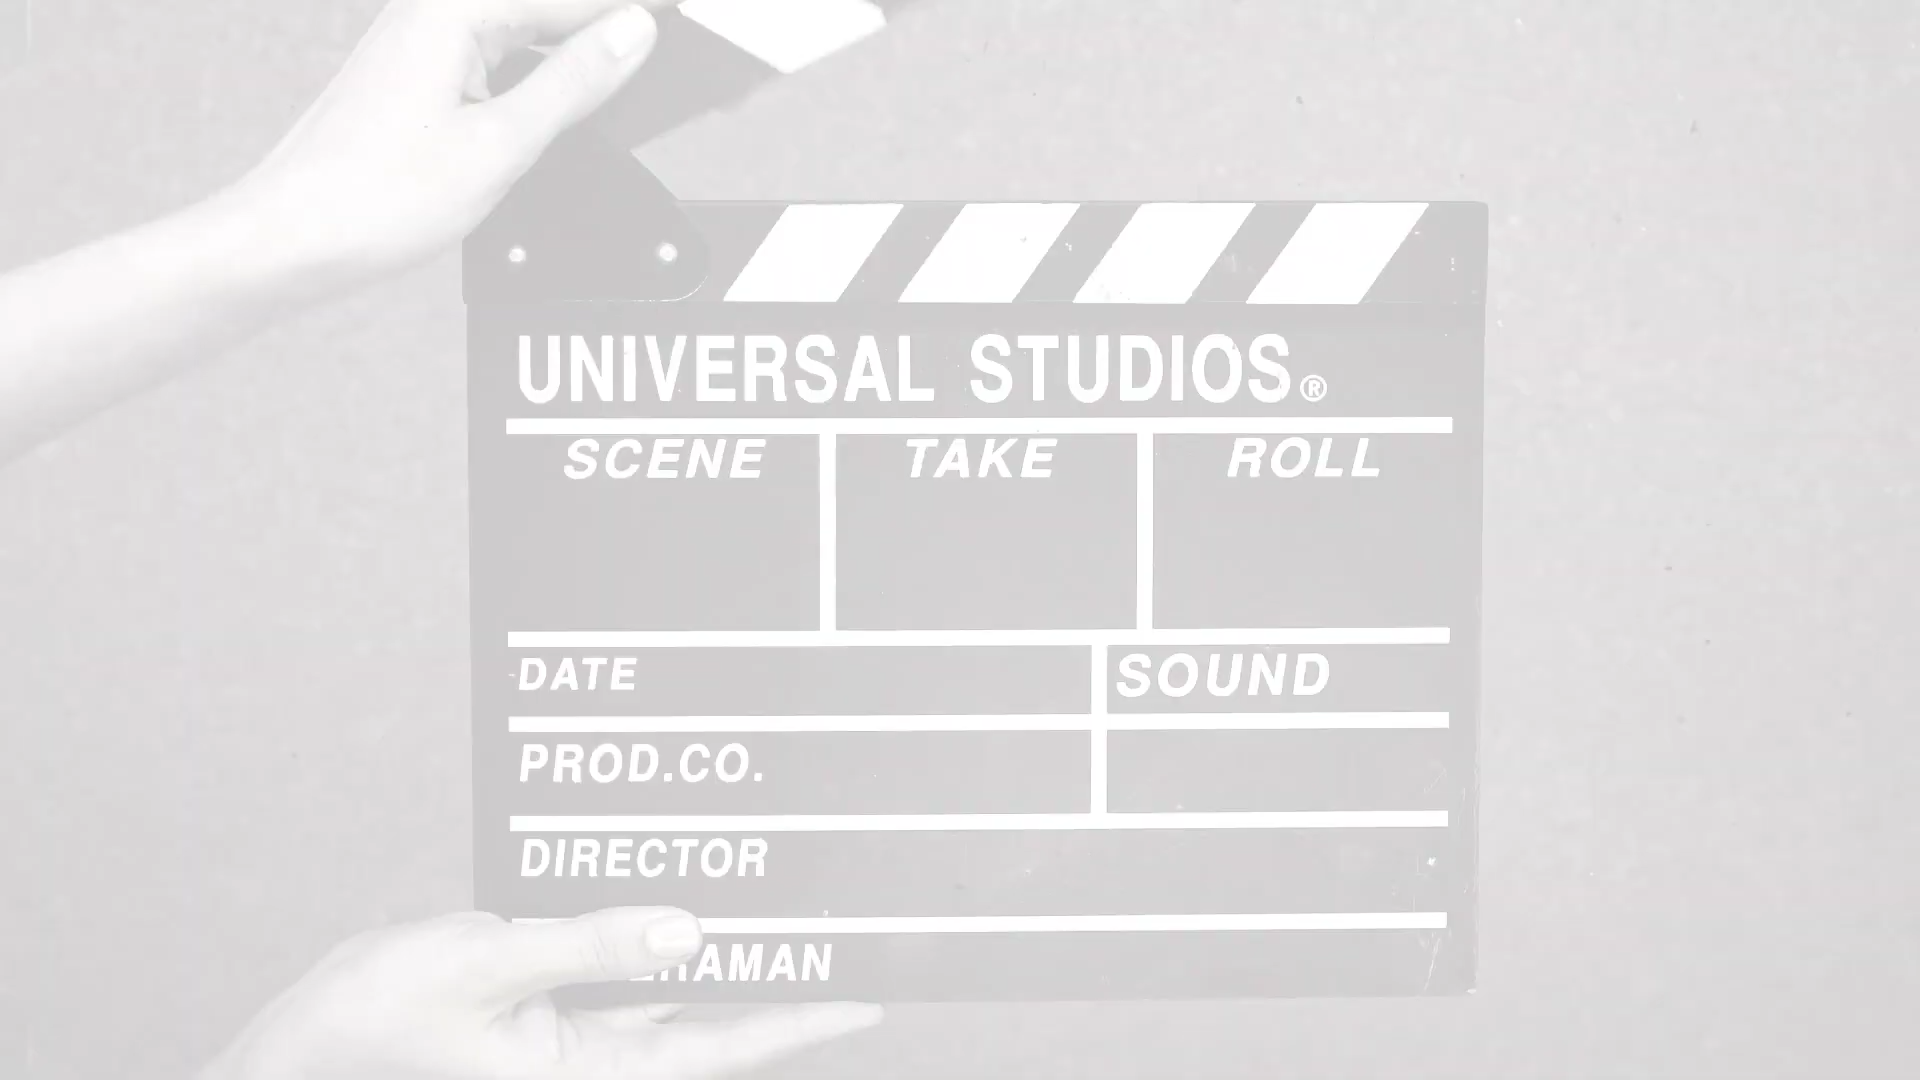 UNIVERSAL STUDIOS®
SCENE TAKE ROLL
DATE SOUND
PROD.CO.
DIRECTOR